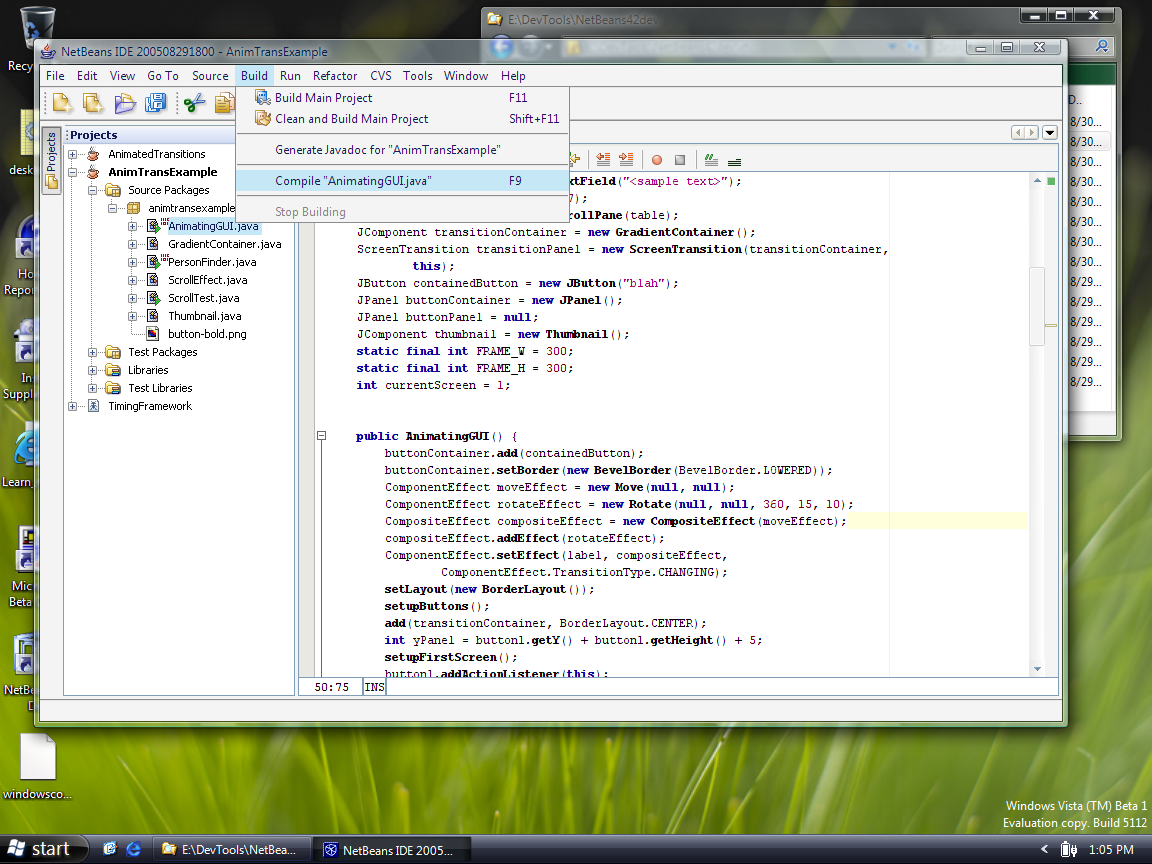 E:\DevTools\NetBeans42dev
Recy
NetBeans IDE 200508291800 - AnimTransExample
File Edit View Go To Source Build Run Refactor CVS Tools Window Help
Build Main Project F11
Clean and Build Main Project Shift+F11
Generate Javadoc for "AnimTransExample"
Compile "AnimatingGUI.java" F9
Stop Building
Projects
Projects
AnimatedTransitions
AnimTransExample
Source Packages
animtransexample
AnimatingGUI.java
GradientContainer.java
PersonFinder.java
ScrollEffect.java
ScrollTest.java
Thumbnail.java
button-bold.png
Test Packages
Libraries
Test Libraries
TimingFramework
xtField("<sample text>");
7);
rollPane(table);
JComponent transitionContainer = new GradientContainer();
ScreenTransition transitionPanel = new ScreenTransition(transitionContainer,
this);
JButton containedButton = new JButton("blah");
JPanel buttonContainer = new JPanel();
JPanel buttonPanel = null;
JComponent thumbnail = new Thumbnail();
static final int FRAME_W = 300;
static final int FRAME_H = 300;
int currentScreen = 1;
public AnimatingGUI() {
buttonContainer.add(containedButton);
buttonContainer.setBorder(new BevelBorder(BevelBorder.LOWERED));
ComponentEffect moveEffect = new Move(null, null);
ComponentEffect rotateEffect = new Rotate(null, null, 360, 15, 10);
CompositeEffect compositeEffect = new CompositeEffect(moveEffect);
compositeEffect.addEffect(rotateEffect);
ComponentEffect.setEffect(label, compositeEffect,
ComponentEffect.TransitionType.CHANGING);
setLayout(new BorderLayout());
setupButtons();
add(transitionContainer, BorderLayout.CENTER);
int yPanel = button1.getY() + button1.getHeight() + 5;
setupFirstScreen();
button1.addActionListener(this);
50:75 INS
D..
8/30...
8/30...
8/30...
8/30...
8/30...
8/30...
8/30...
8/30...
8/29...
8/29...
8/29...
8/29...
8/29...
8/29...
desk
Ho
Repor
In
Suppl
Learn
Mic
Beta
NetBe
D
windowsco...
Windows Vista (TM) Beta 1
Evaluation copy. Build 5112
start
E:\DevTools\NetBea...
NetBeans IDE 2005...
1:05 PM